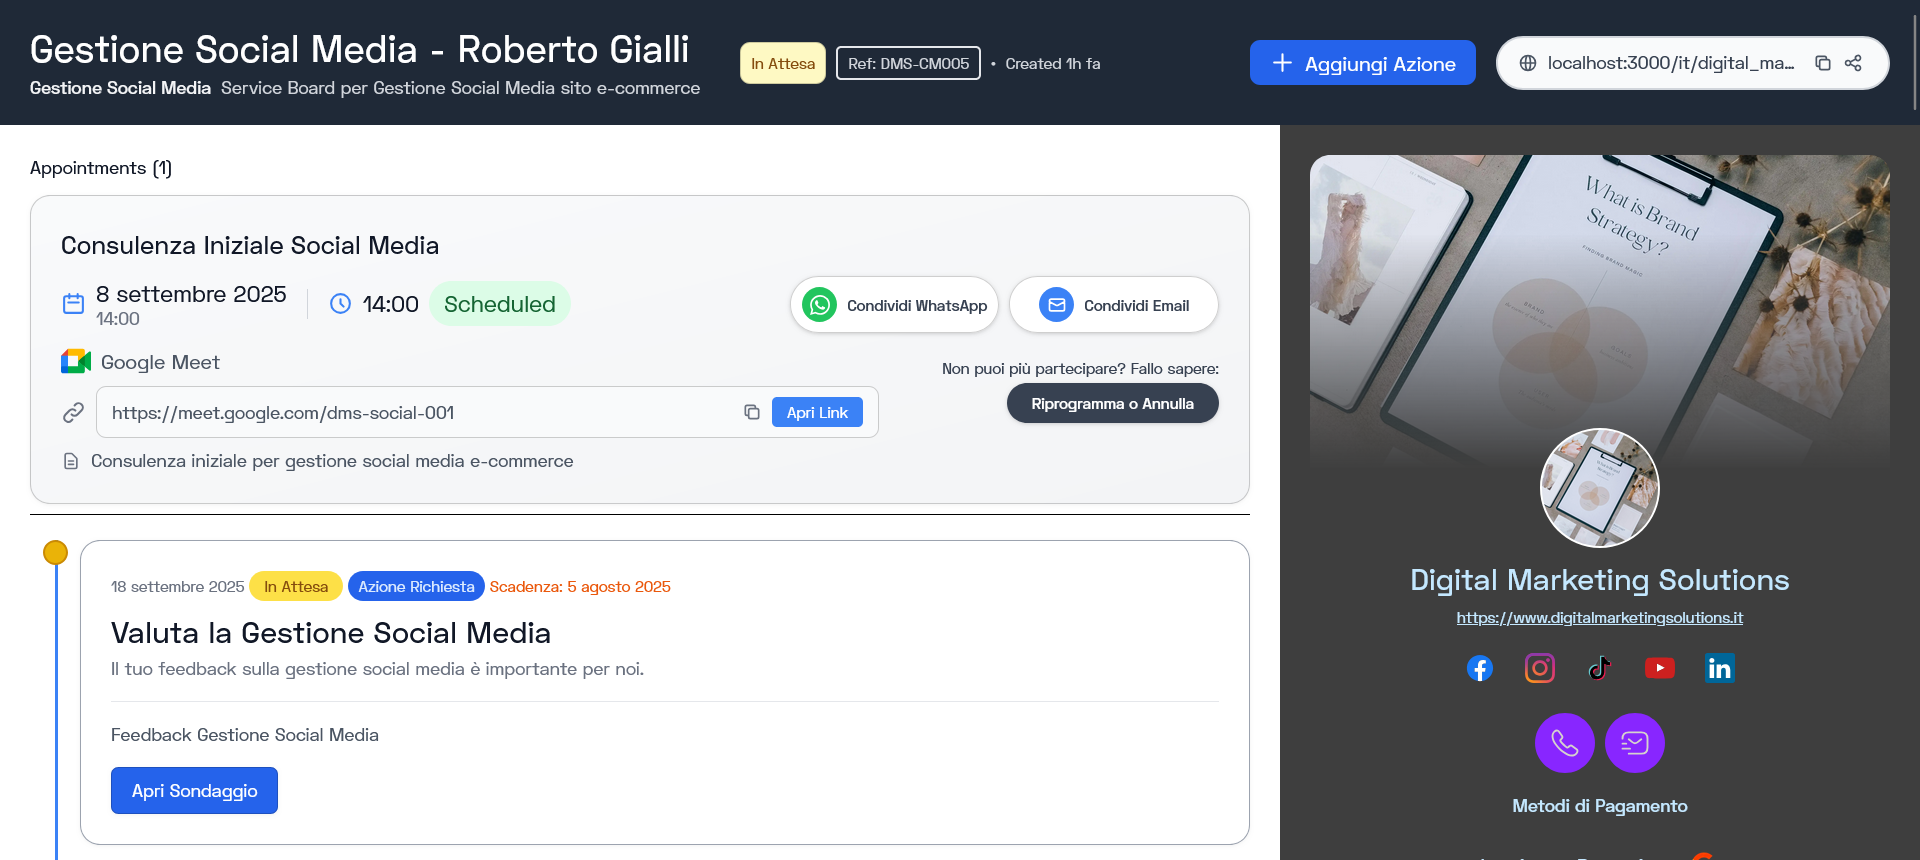 Gestione Social Media - Roberto Gialli
Gestione Social Media Service Board per Gestione Social Media sito e-commerce
In Attesa
Ref: DMS-CM005
• Created 1h fa
Aggiungi Azione
localhost:3000/it/digital_ma...
Appointments (1)
Consulenza Iniziale Social Media
8 settembre 2025
14:00
14:00
Scheduled
Condividi WhatsApp
Condividi Email
Google Meet
Non puoi più partecipare? Fallo sapere:
https://meet.google.com/dms-social-001
Apri Link
Riprogramma o Annulla
Consulenza iniziale per gestione social media e-commerce
18 settembre 2025 In Attesa Azione Richiesta Scadenza: 5 agosto 2025
Valuta la Gestione Social Media
Il tuo feedback sulla gestione social media è importante per noi.
Feedback Gestione Social Media
Apri Sondaggio
What is Brand
Strategy?
FINDING BRAND MAGIC
Digital Marketing Solutions
https://www.digitalmarketingsolutions.it
Metodi di Pagamento